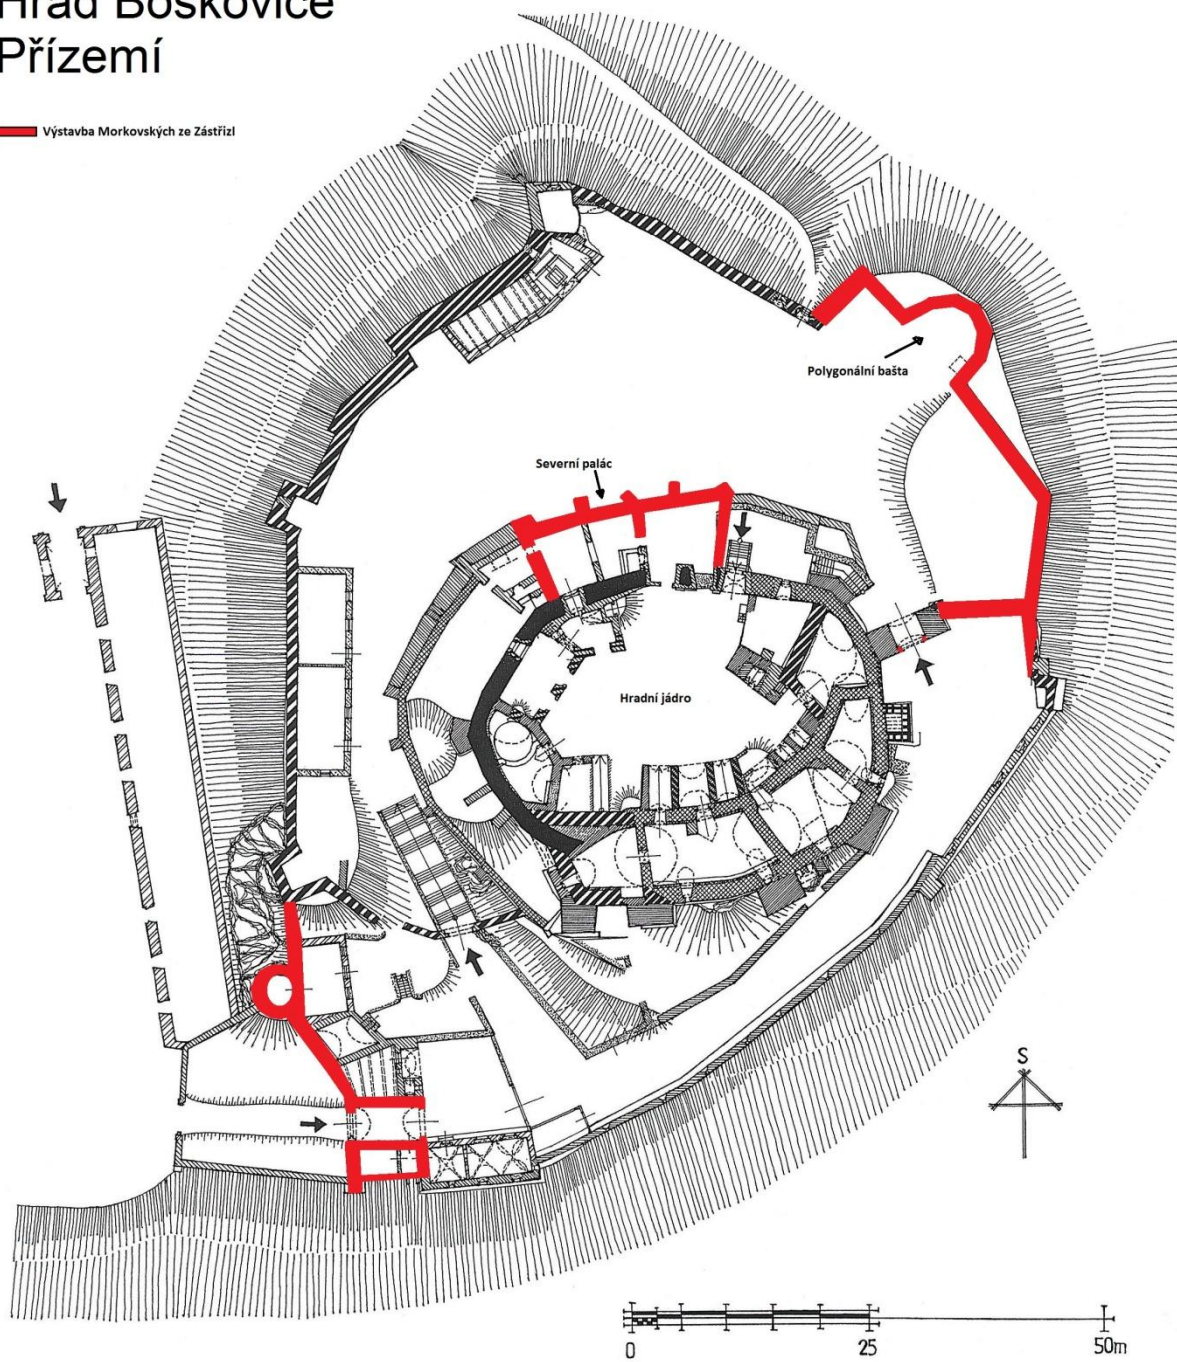 Hrad Boskovice
Přízemí
Výstavba Morkovských ze Zástřizl
Polygonální bašta
Severní palác
Hradní jádro
S
0 25 50m